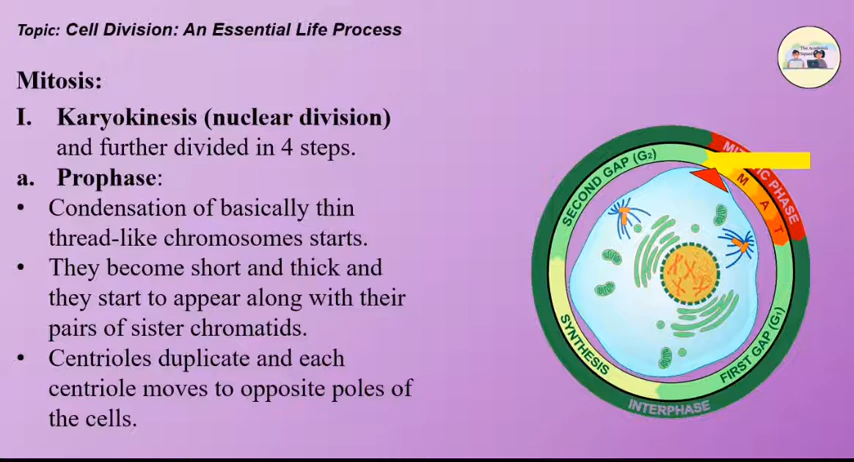 Topic: Cell Division: An Essential Life Process
Mitosis:
I. Karyokinesis (nuclear division)
and further divided in 4 steps.
a. Prophase:
• Condensation of basically thin
thread-like chromosomes starts.
• They become short and thick and
they start to appear along with their
pairs of sister chromatids.
• Centrioles duplicate and each
centriole moves to opposite poles of
the cells.
The
SECOND GAP (G2)
PHASE
M
A
T
FIRST GAP (G1)
SYNTHESIS
INTERPHASE